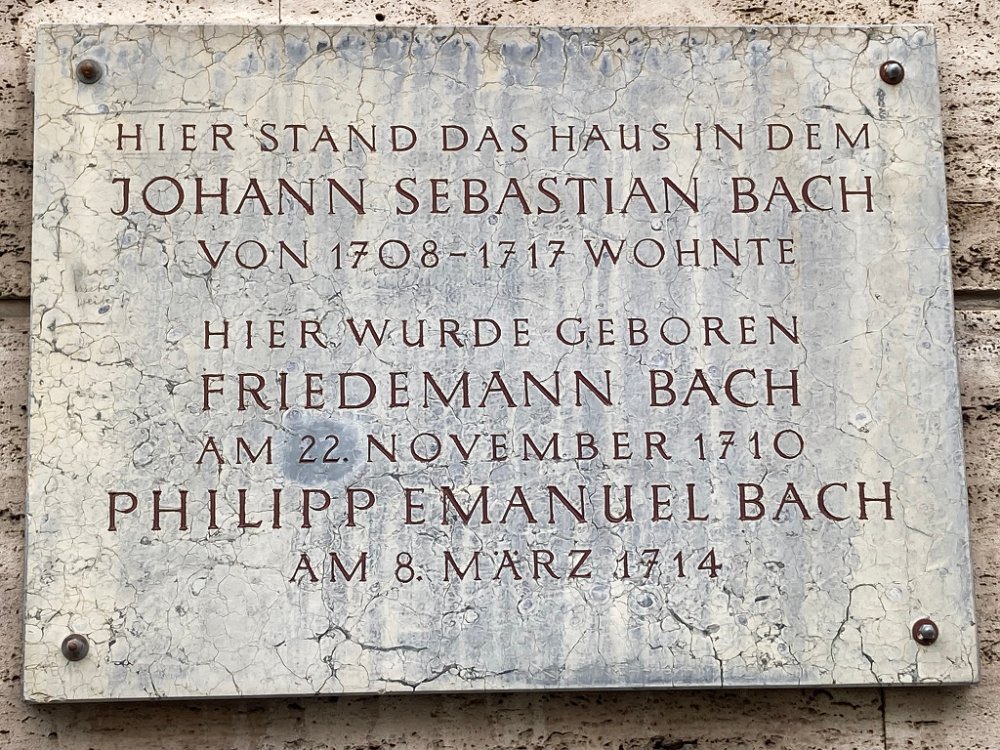 HIER STAND DAS HAUS IN DEM
JOHANN SEBASTIAN BACH
VON 1708-1717 WOHNTE
HIER WURDE GEBOREN
FRIEDEMANN BACH
AM 22. NOVEMBER 1710
PHILIPP EMANUEL BACH
AM 8. MÄRZ 1714